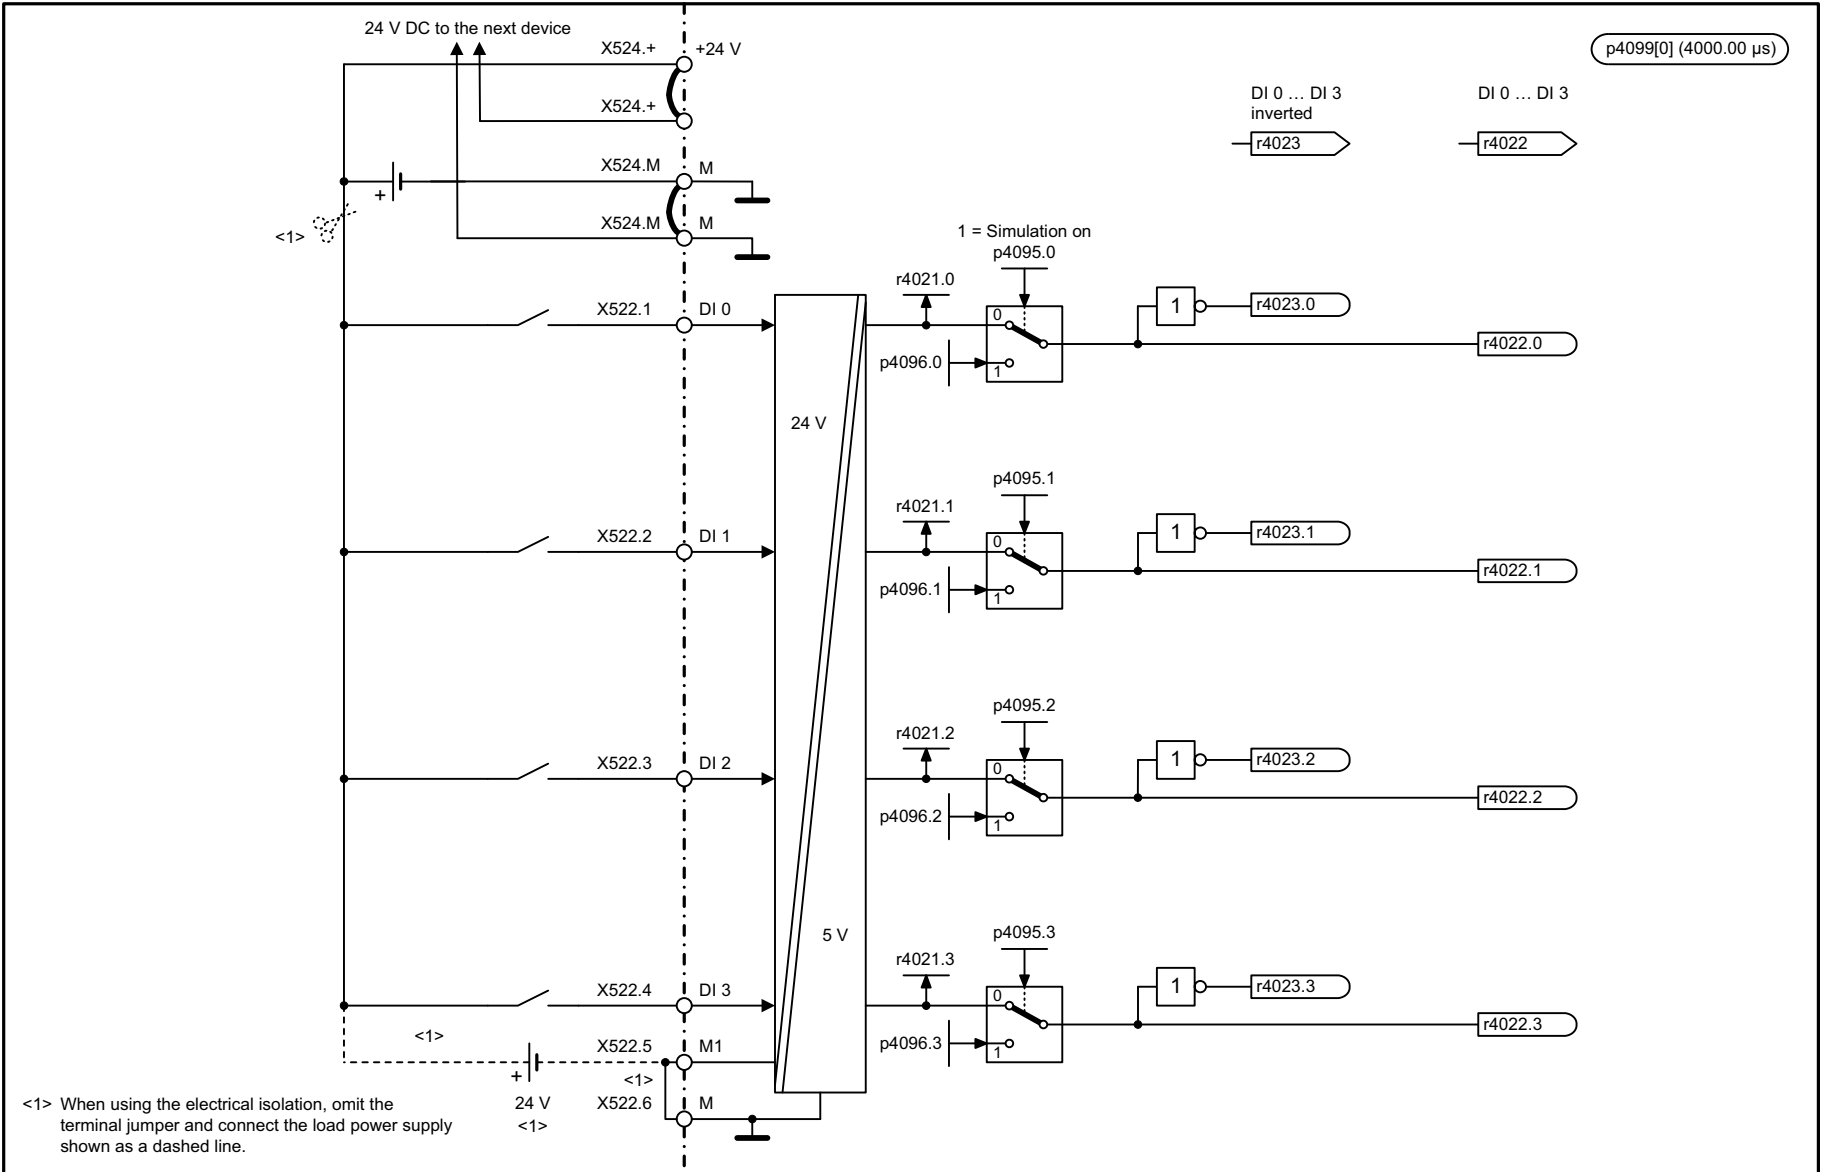 24 V DC to the next device
X524.+
+24 V
p4099[0] (4000.00 µs)
X524.+
DI 0 … DI 3
inverted
DI 0 … DI 3
r4023
r4022
X524.M
M
+
X524.M
M
<1>
1 = Simulation on
p4095.0
r4021.0
X522.1
DI 0
0
1
r4023.0
r4022.0
p4096.0
1
24 V
p4095.1
r4021.1
X522.2
DI 1
0
1
r4023.1
r4022.1
p4096.1
1
p4095.2
r4021.2
X522.3
DI 2
0
1
r4023.2
r4022.2
p4096.2
1
5 V
p4095.3
r4021.3
X522.4
DI 3
0
1
r4023.3
r4022.3
p4096.3
1
<1>
X522.5
M1
+
<1>
24 V
<1>
X522.6
M
<1> When using the electrical isolation, omit the
terminal jumper and connect the load power supply
shown as a dashed line.